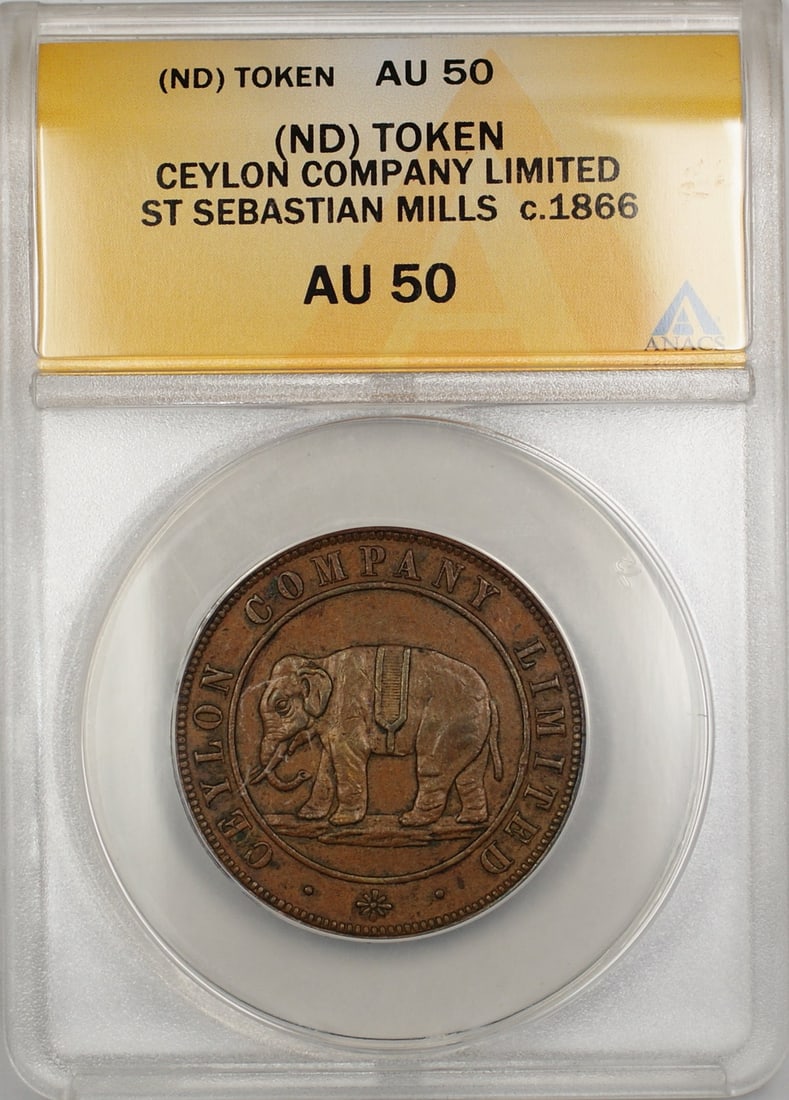 (ND) TOKEN AU 50
(ND) TOKEN
CEYLON COMPANY LIMITED
ST SEBASTIAN MILLS c.1866
AU 50
ANACS
CEYLON COMPANY LIMITED